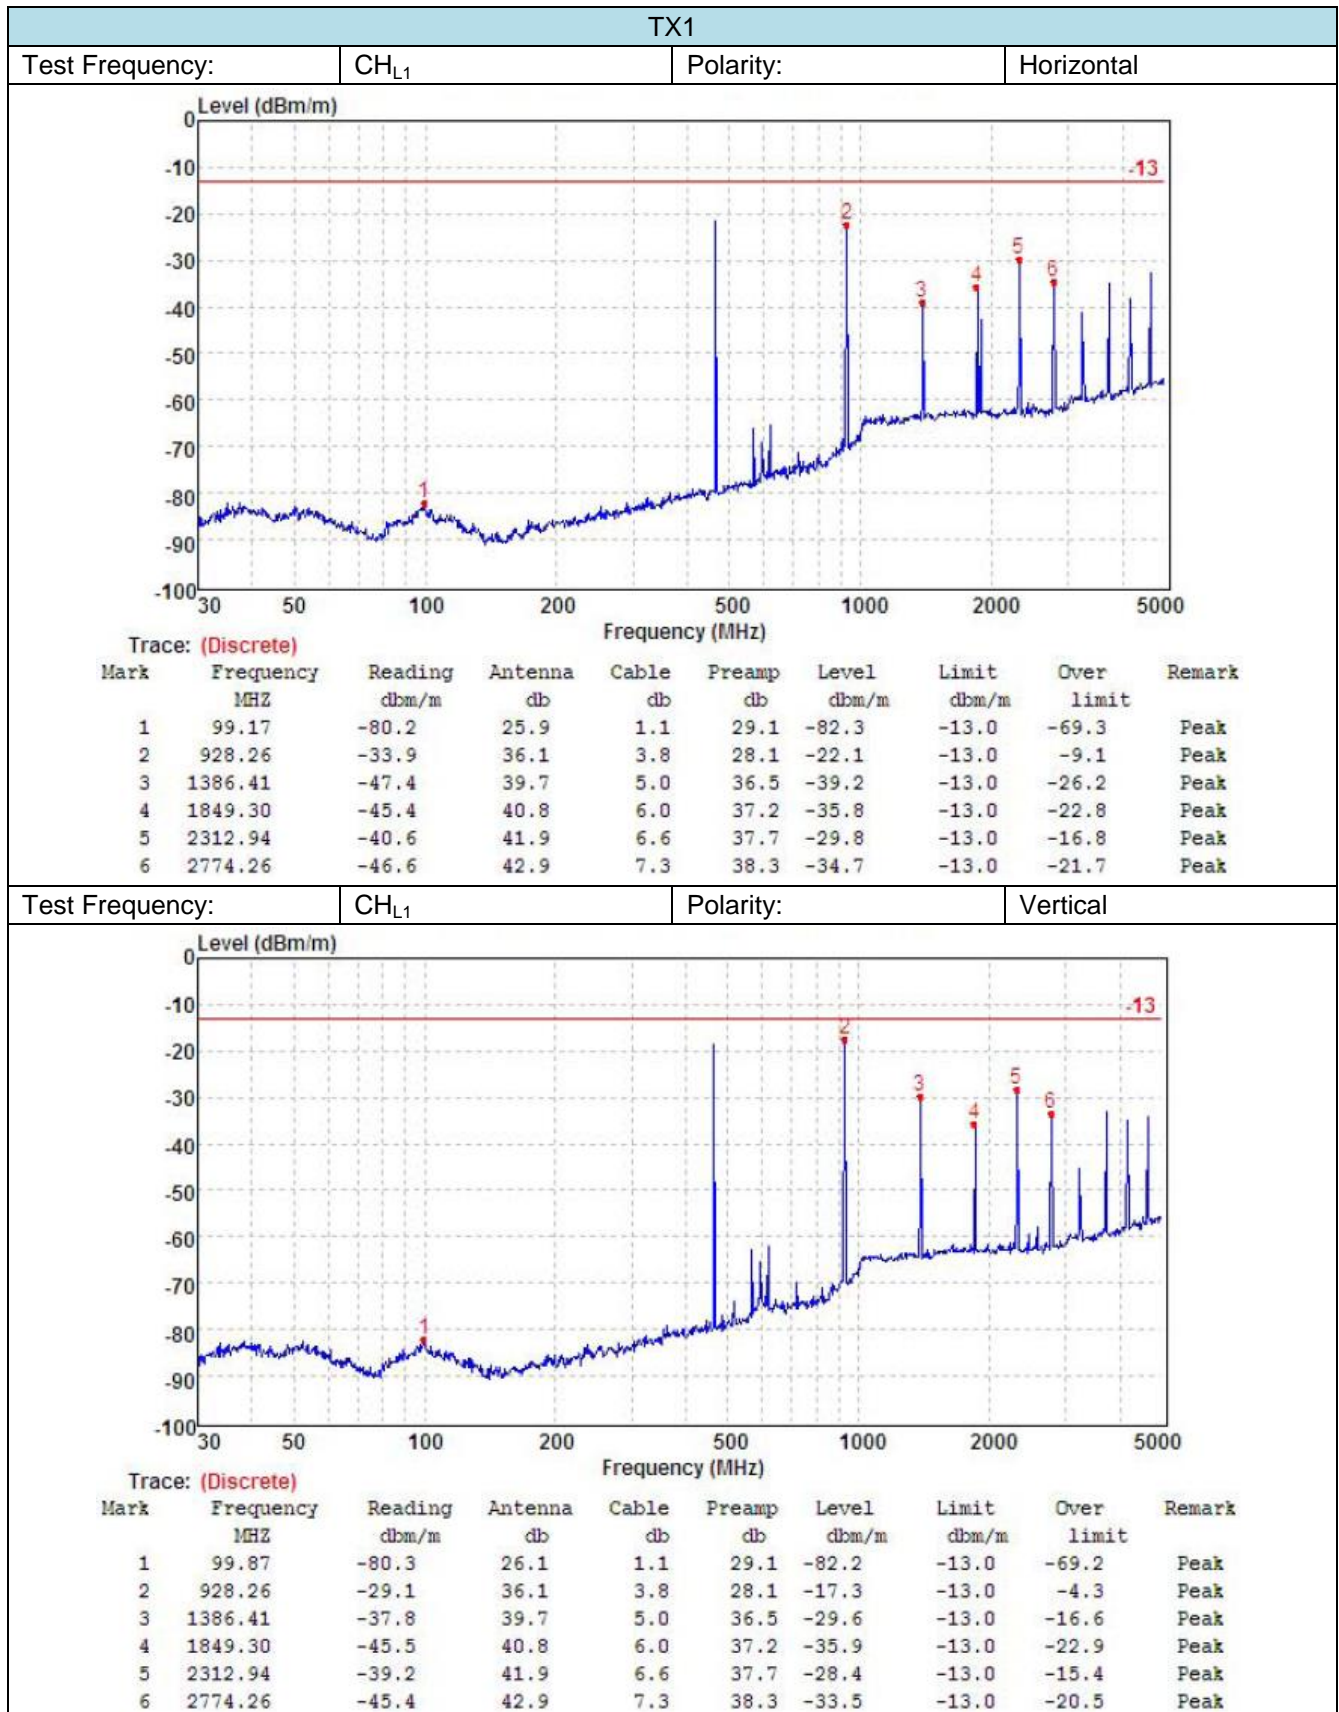 TX1
Test Frequency: CHL1 Polarity: Horizontal
Level (dBm/m)
0
-10
-13
-20
2
-30
5
4
6
3
-40
-50
-60
-70
-80
1
-90
-100
30 50 100 200 500 1000 2000 5000
Frequency (MHz)
Trace: (Discrete)
Mark Frequency Reading Antenna Cable Preamp Level Limit Over Remark
MHZ dbm/m db db db dbm/m dbm/m limit
1 99.17 -80.2 25.9 1.1 29.1 -82.3 -13.0 -69.3 Peak
2 928.26 -33.9 36.1 3.8 28.1 -22.1 -13.0 -9.1 Peak
3 1386.41 -47.4 39.7 5.0 36.5 -39.2 -13.0 -26.2 Peak
4 1849.30 -45.4 40.8 6.0 37.2 -35.8 -13.0 -22.8 Peak
5 2312.94 -40.6 41.9 6.6 37.7 -29.8 -13.0 -16.8 Peak
6 2774.26 -46.6 42.9 7.3 38.3 -34.7 -13.0 -21.7 Peak
Test Frequency: CHL1 Polarity: Vertical
Level (dBm/m)
0
-10
-13
2
-20
-30
5
3
6
4
-40
-50
-60
-70
-80
1
-90
-100
30 50 100 200 500 1000 2000 5000
Frequency (MHz)
Trace: (Discrete)
Mark Frequency Reading Antenna Cable Preamp Level Limit Over Remark
MHZ dbm/m db db db dbm/m dbm/m limit
1 99.87 -80.3 26.1 1.1 29.1 -82.2 -13.0 -69.2 Peak
2 928.26 -29.1 36.1 3.8 28.1 -17.3 -13.0 -4.3 Peak
3 1386.41 -37.8 39.7 5.0 36.5 -29.6 -13.0 -16.6 Peak
4 1849.30 -45.5 40.8 6.0 37.2 -35.9 -13.0 -22.9 Peak
5 2312.94 -39.2 41.9 6.6 37.7 -28.4 -13.0 -15.4 Peak
6 2774.26 -45.4 42.9 7.3 38.3 -33.5 -13.0 -20.5 Peak